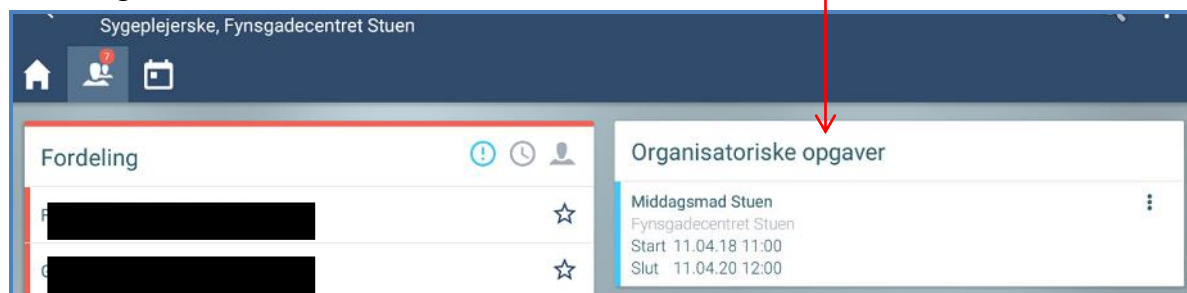 Sygeplejerske, Fynsgadecentret Stuen
7
Fordeling
Organisatoriske opgaver
Middagsmad Stuen
Fynsgadecentret Stuen
Start 11.04.18 11:00
Slut 11.04.20 12:00